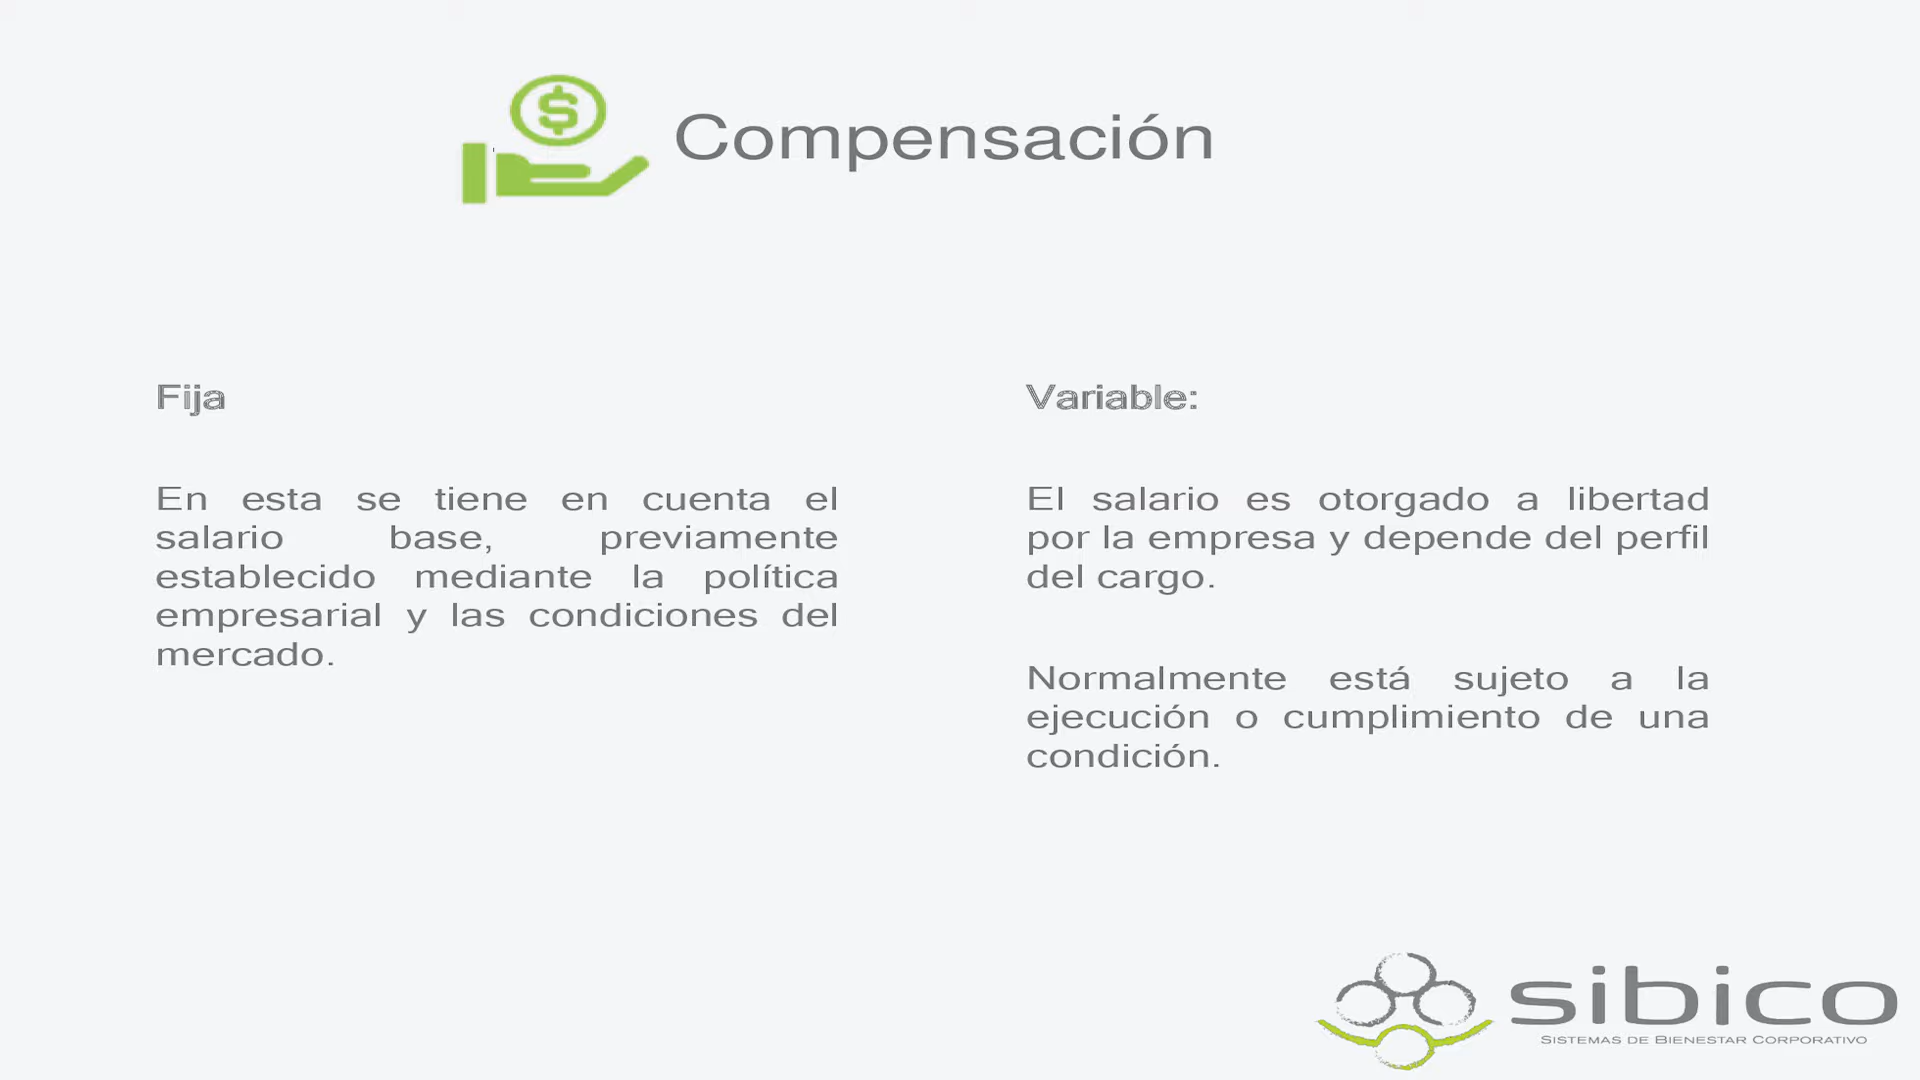 Compensación
Fija
En esta se tiene en cuenta el
salario base, previamente
establecido mediante la política
empresarial y las condiciones del
mercado.
Variable:
El salario es otorgado a libertad
por la empresa y depende del perfil
del cargo.
Normalmente está sujeto a la
ejecución o cumplimiento de una
condición.
sibico
SISTEMAS DE BIENESTAR CORPORATIVO